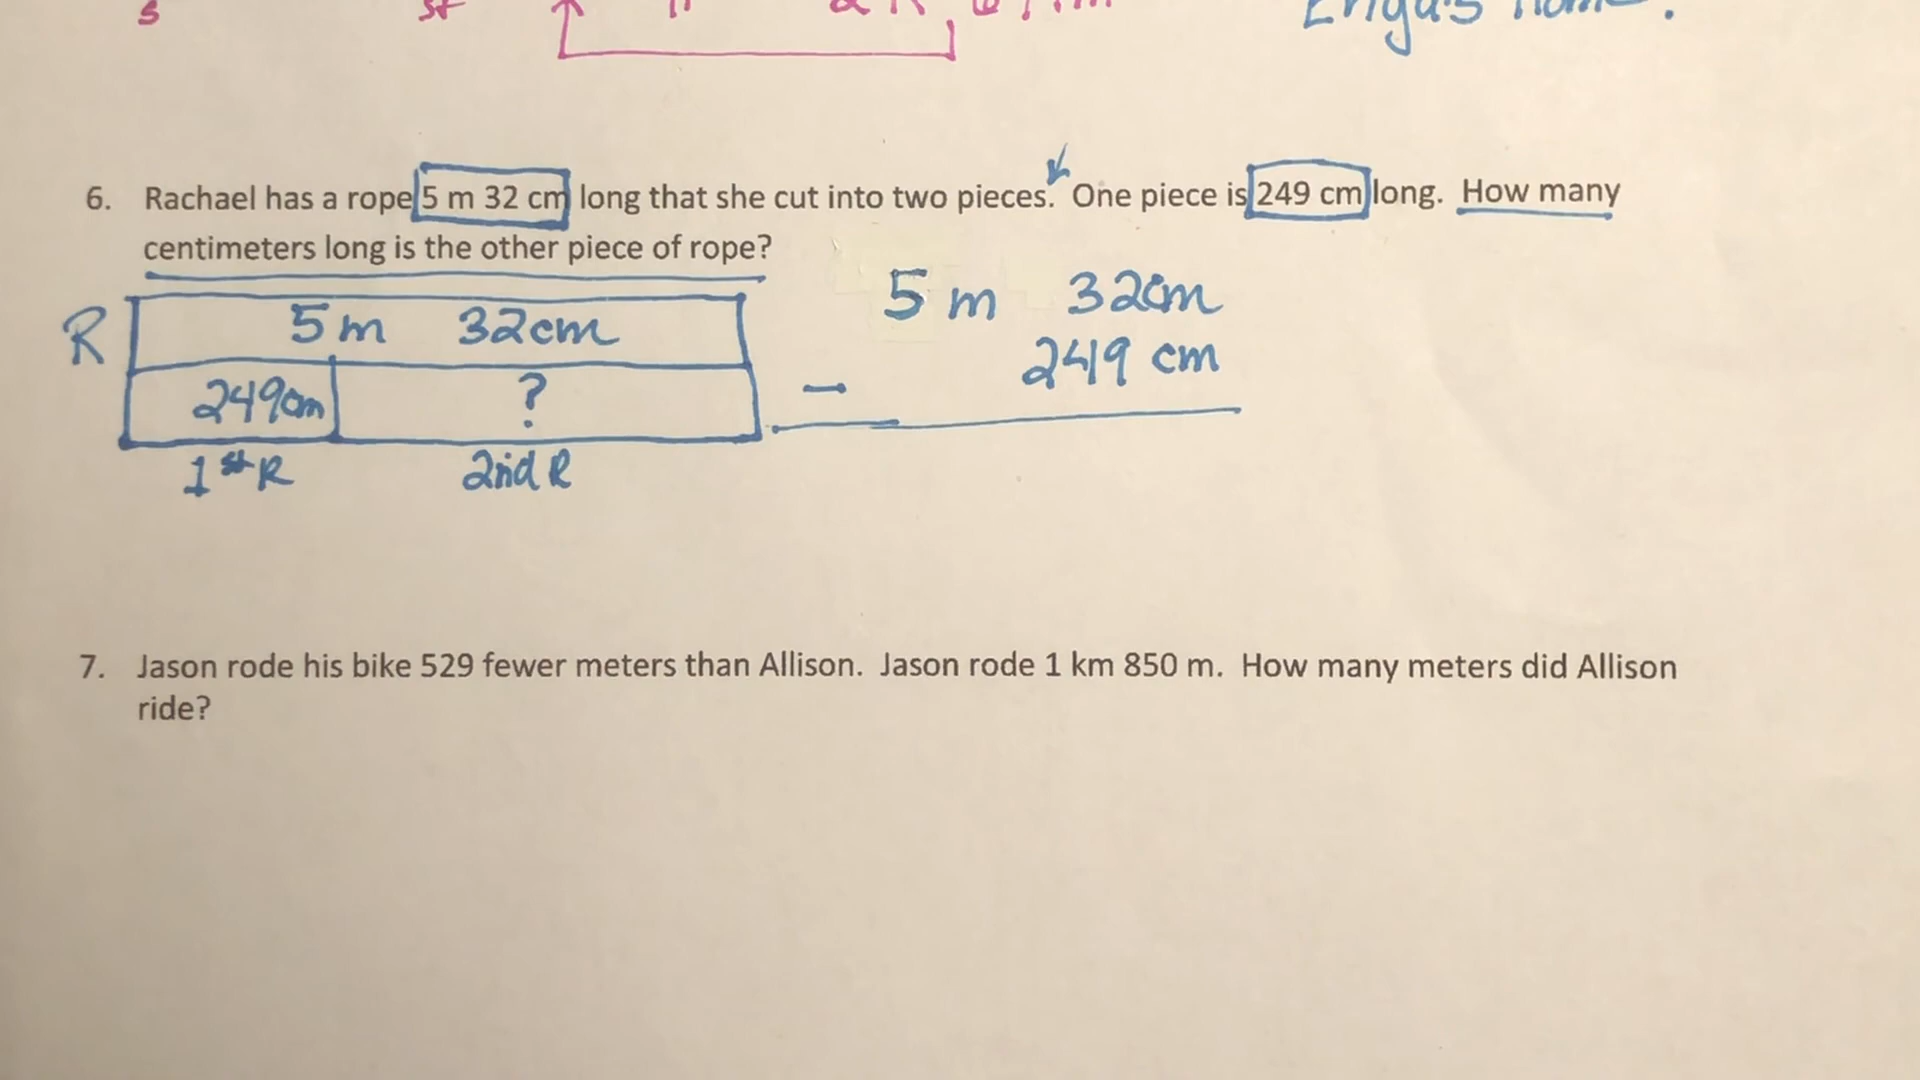 s st
6. Rachael has a rope 5 m 32 cm long that she cut into two pieces. One piece is 249 cm long. How many
centimeters long is the other piece of rope?
R 5 m 32cm
249cm ?
1st R 2nd R
5 m 32cm
249 cm
—
7. Jason rode his bike 529 fewer meters than Allison. Jason rode 1 km 850 m. How many meters did Allison
ride?